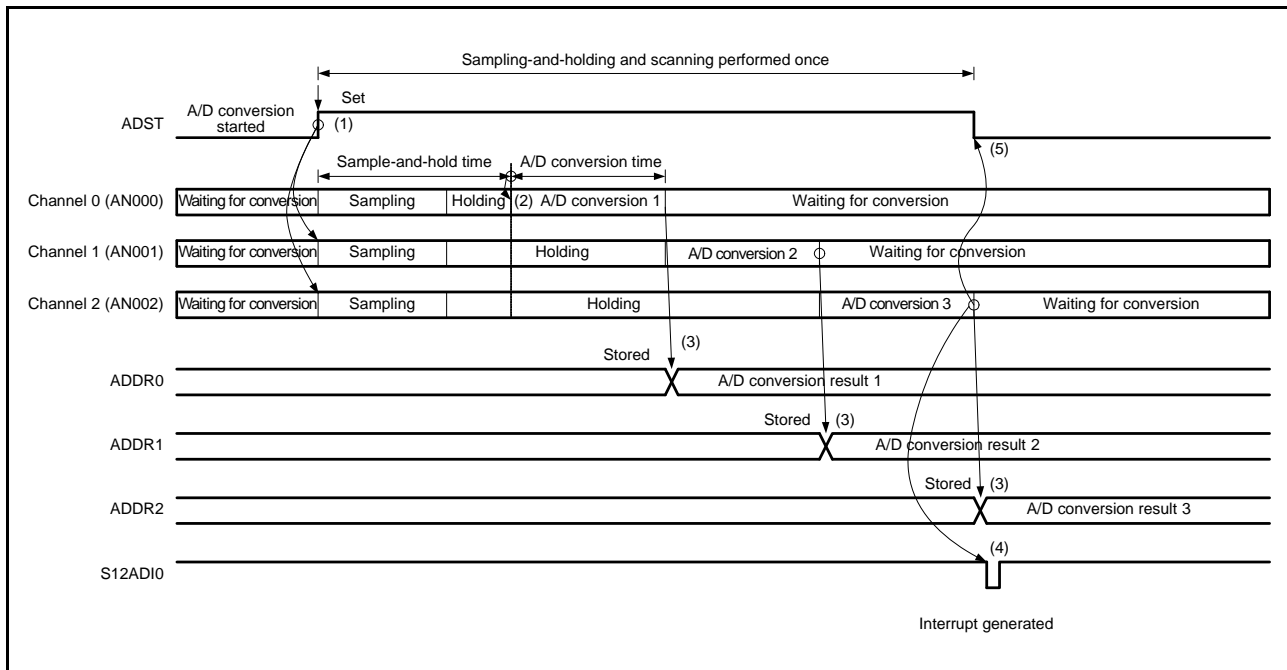 Sampling-and-holding and scanning performed once
Set
ADST
A/D conversion
started
(1)
(5)
Sample-and-hold time
A/D conversion time
Channel 0 (AN000)
Waiting for conversion
Sampling
Holding
(2)
A/D conversion 1
Waiting for conversion
Channel 1 (AN001)
Waiting for conversion
Sampling
Holding
A/D conversion 2
Waiting for conversion
Channel 2 (AN002)
Waiting for conversion
Sampling
Holding
A/D conversion 3
Waiting for conversion
Stored
(3)
ADDR0
A/D conversion result 1
Stored
(3)
ADDR1
A/D conversion result 2
Stored
(3)
ADDR2
A/D conversion result 3
(4)
S12ADI0
Interrupt generated